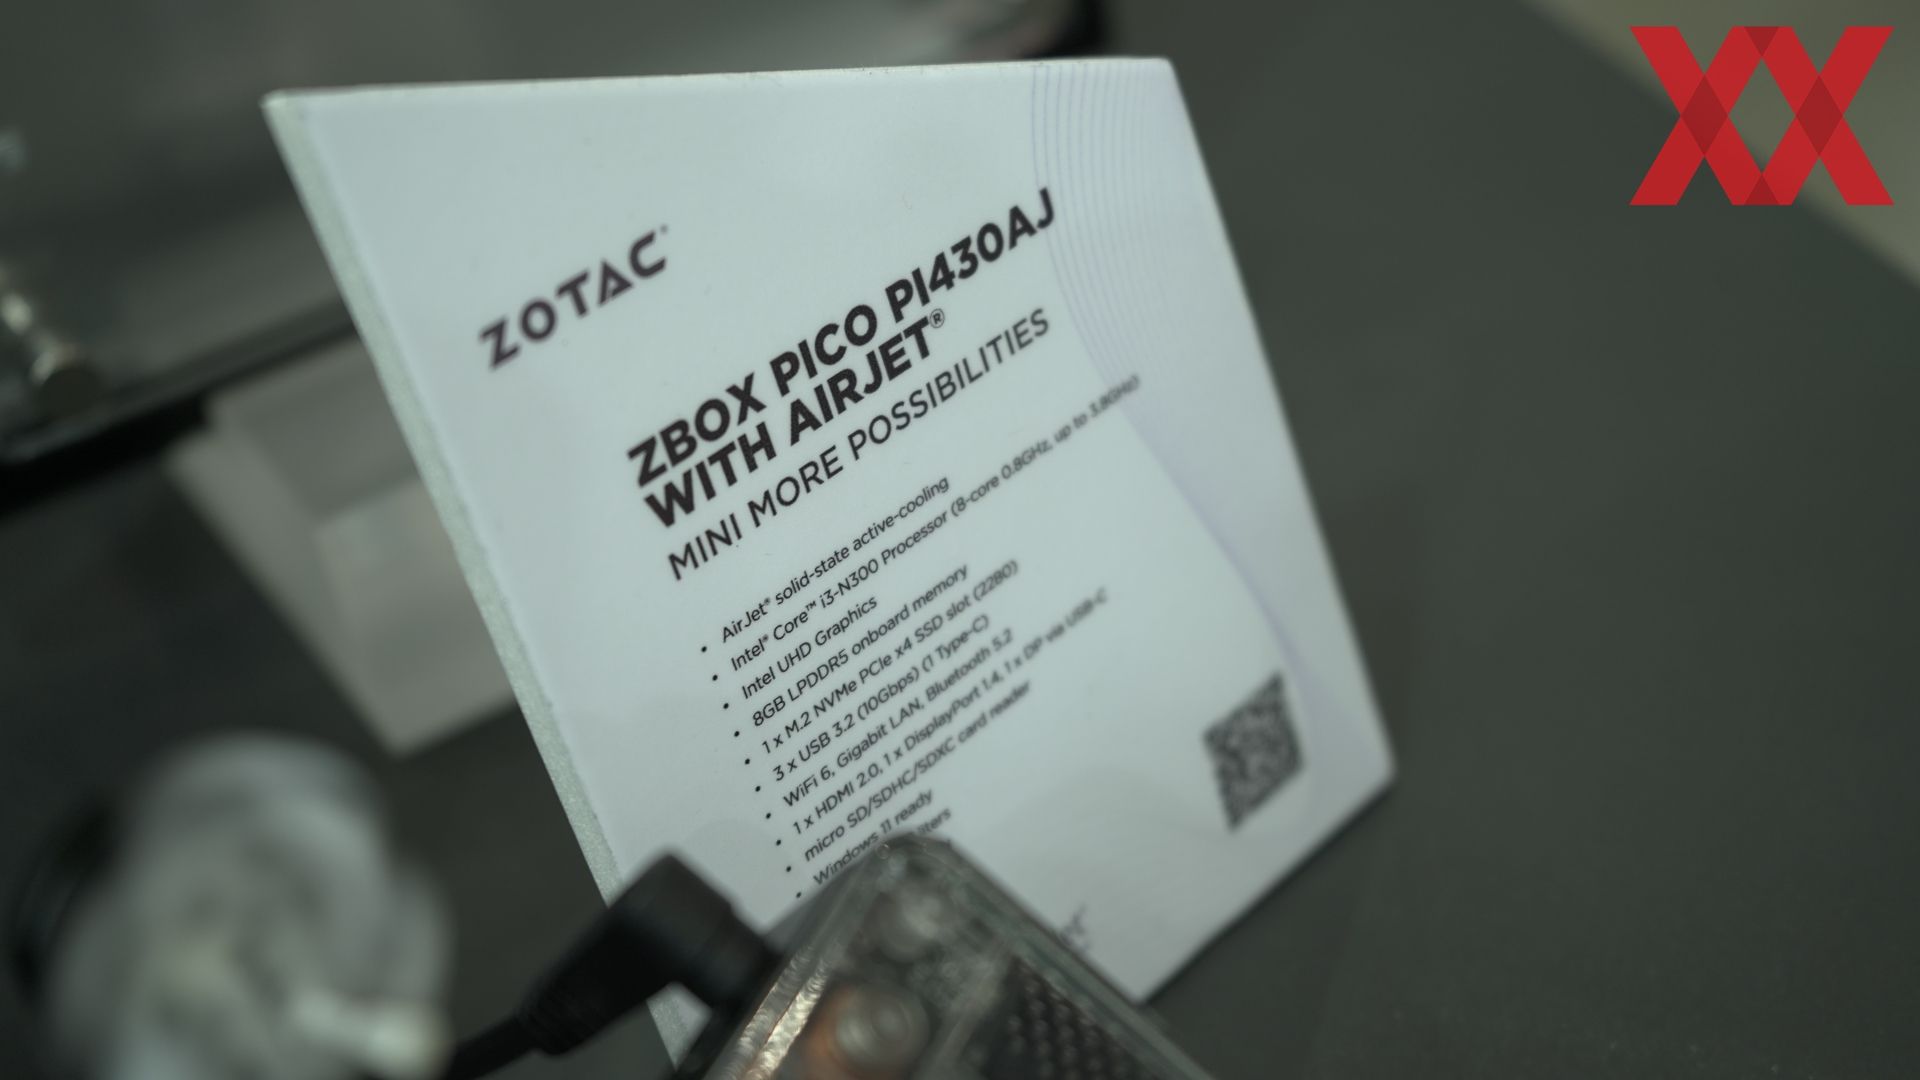 ZOTAC
ZBOX PICO PI430AJ
WITH AIRJET®
MINI MORE POSSIBILITIES
• AirJet® solid-state active-cooling
• Intel® Core™ i3-N300 Processor (8-core 0.8GHz, up to 3.8GHz)
• Intel UHD Graphics
• 8GB LPDDR5 onboard memory
• 1 x M.2 NVMe PCIe x4 SSD slot (2280)
• 3 x USB 3.2 (10Gbps) (1 Type-C)
• WiFi 6, Gigabit LAN, Bluetooth 5.2
• 1 x HDMI 2.0, 1 x DisplayPort 1.4, 1 x DP via USB-C
• micro SD/SDHC/SDXC card reader
• Windows 11 ready